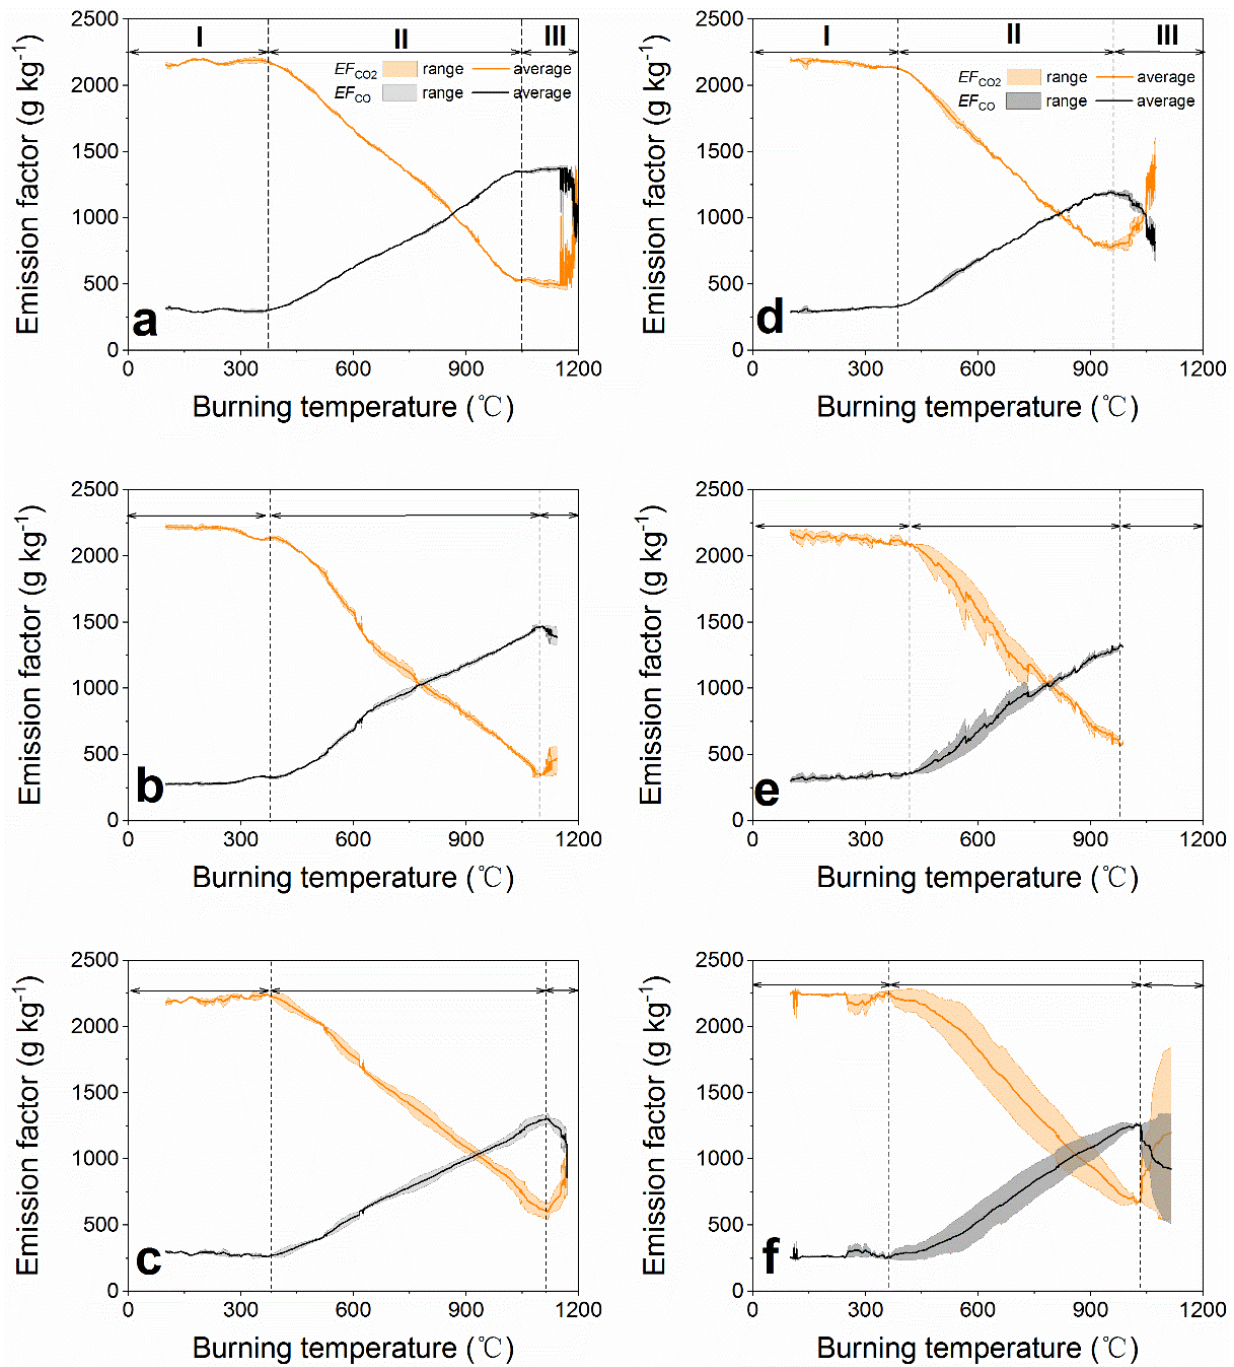 2500
2000
1500
1000
500
0
I
II
III
EF_CO2 range average
EF_CO range average
a
Emission factor (g kg⁻¹)
0 300 600 900 1200
Burning temperature (℃)
2500
2000
1500
1000
500
0
I
II
III
EF_CO2 range average
EF_CO range average
d
Emission factor (g kg⁻¹)
0 300 600 900 1200
Burning temperature (℃)
2500
2000
1500
1000
500
0
b
Emission factor (g kg⁻¹)
0 300 600 900 1200
Burning temperature (℃)
2500
2000
1500
1000
500
0
e
Emission factor (g kg⁻¹)
0 300 600 900 1200
Burning temperature (℃)
2500
2000
1500
1000
500
0
c
Emission factor (g kg⁻¹)
0 300 600 900 1200
Burning temperature (℃)
2500
2000
1500
1000
500
0
f
Emission factor (g kg⁻¹)
0 300 600 900 1200
Burning temperature (℃)